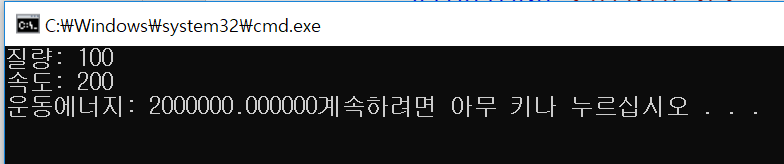 C:\Windows\system32\cmd.exe
질량: 100
속도: 200
운동에너지: 2000000.000000계속하려면 아무 키나 누르십시오 . . .